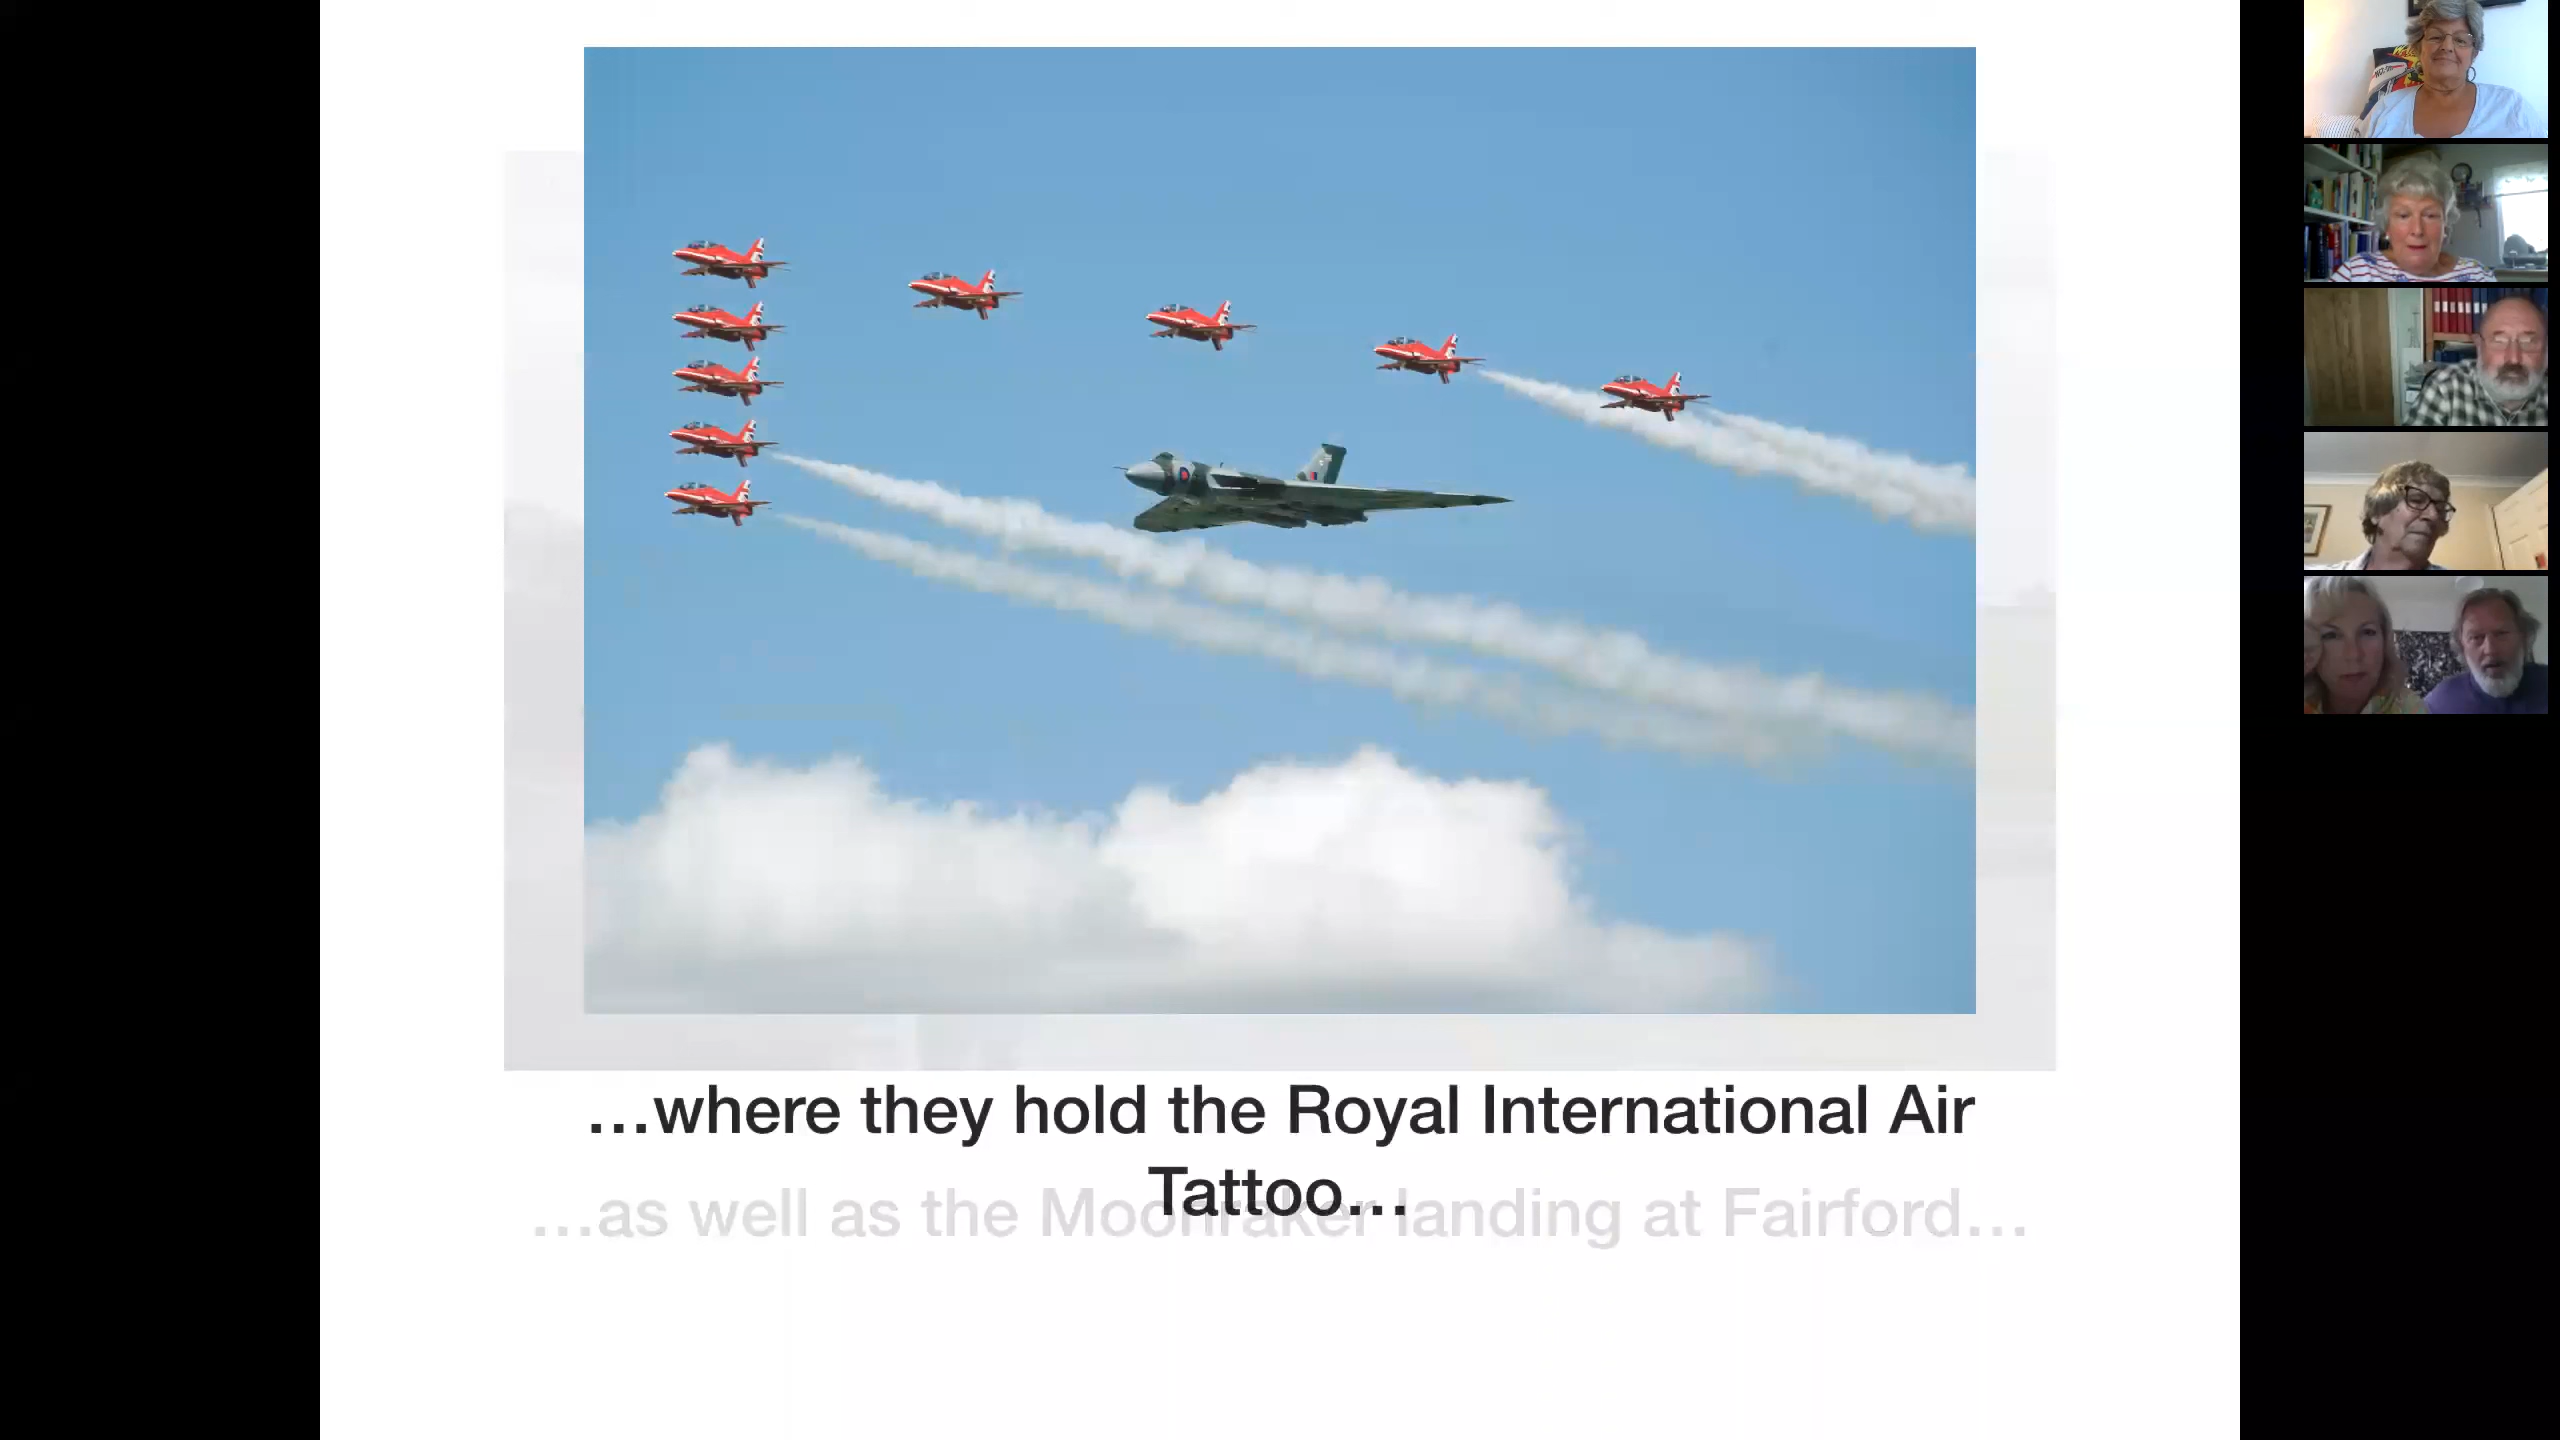 …where they hold the Royal International Air
Tattoo…
…as well as the Moonraker landing at Fairford…